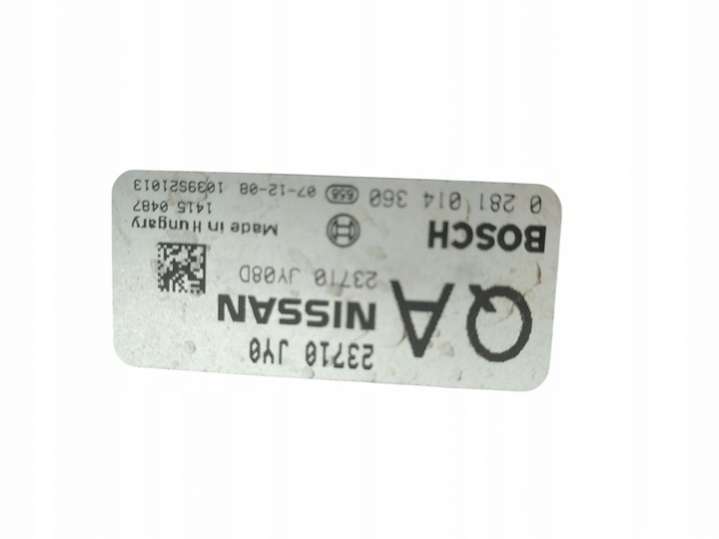 23710 JY0
QA NISSAN
23710 JY08D
BOSCH Made in Hungary
1415 0487
0 281 014 360 07-12-08 1039S21013